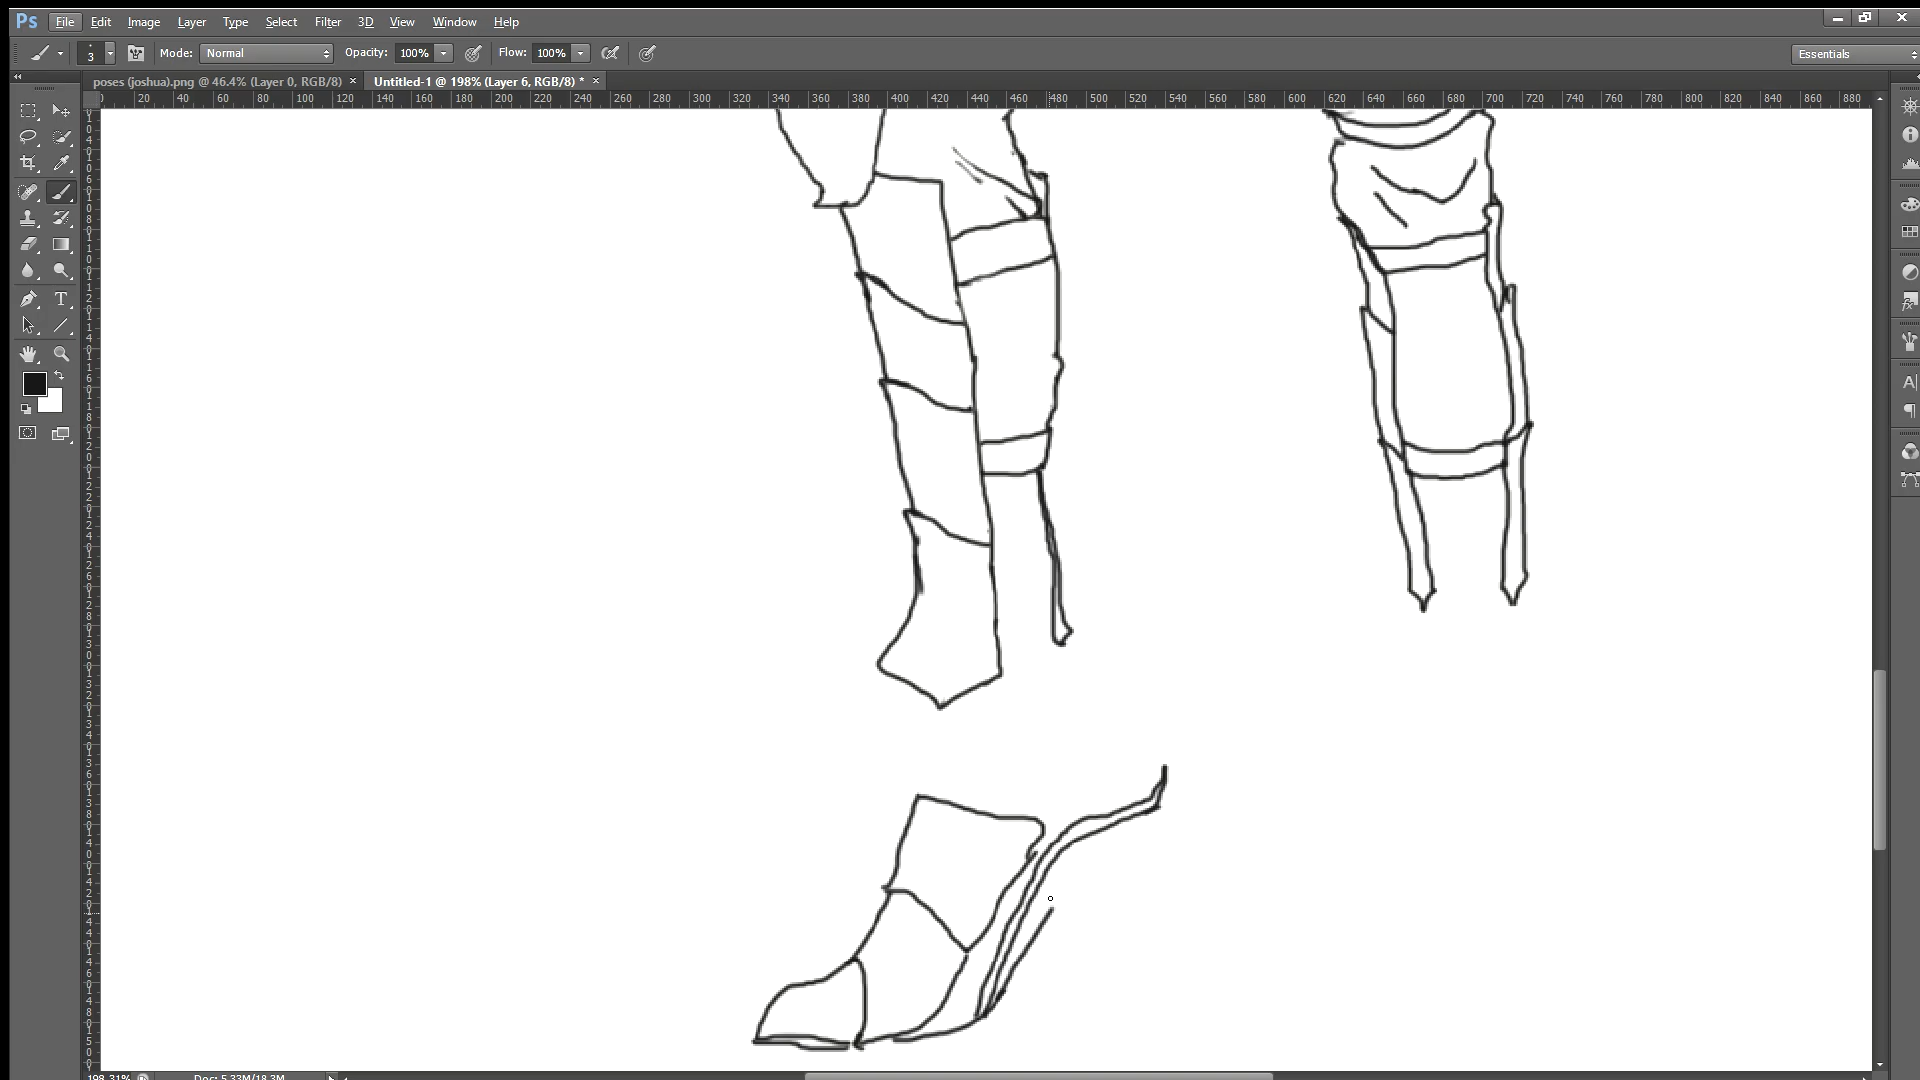 Ps File Edit Image Layer Type Select Filter 3D View Window Help
3 Mode: Normal Opacity: 100% Flow: 100% Essentials
poses (joshua).png @ 46.4% (Layer 0, RGB/8) × Untitled-1 @ 198% (Layer 6, RGB/8) * ×
20 40 60 80 100 120 140 160 180 200 220 240 260 280 300 320 340 360 380 400 420 440 460 480 500 520 540 560 580 600 620 640 660 680 700 720 740 760 780 800 820 840 860 880
198.31% Doc: 5.33M/18.3M